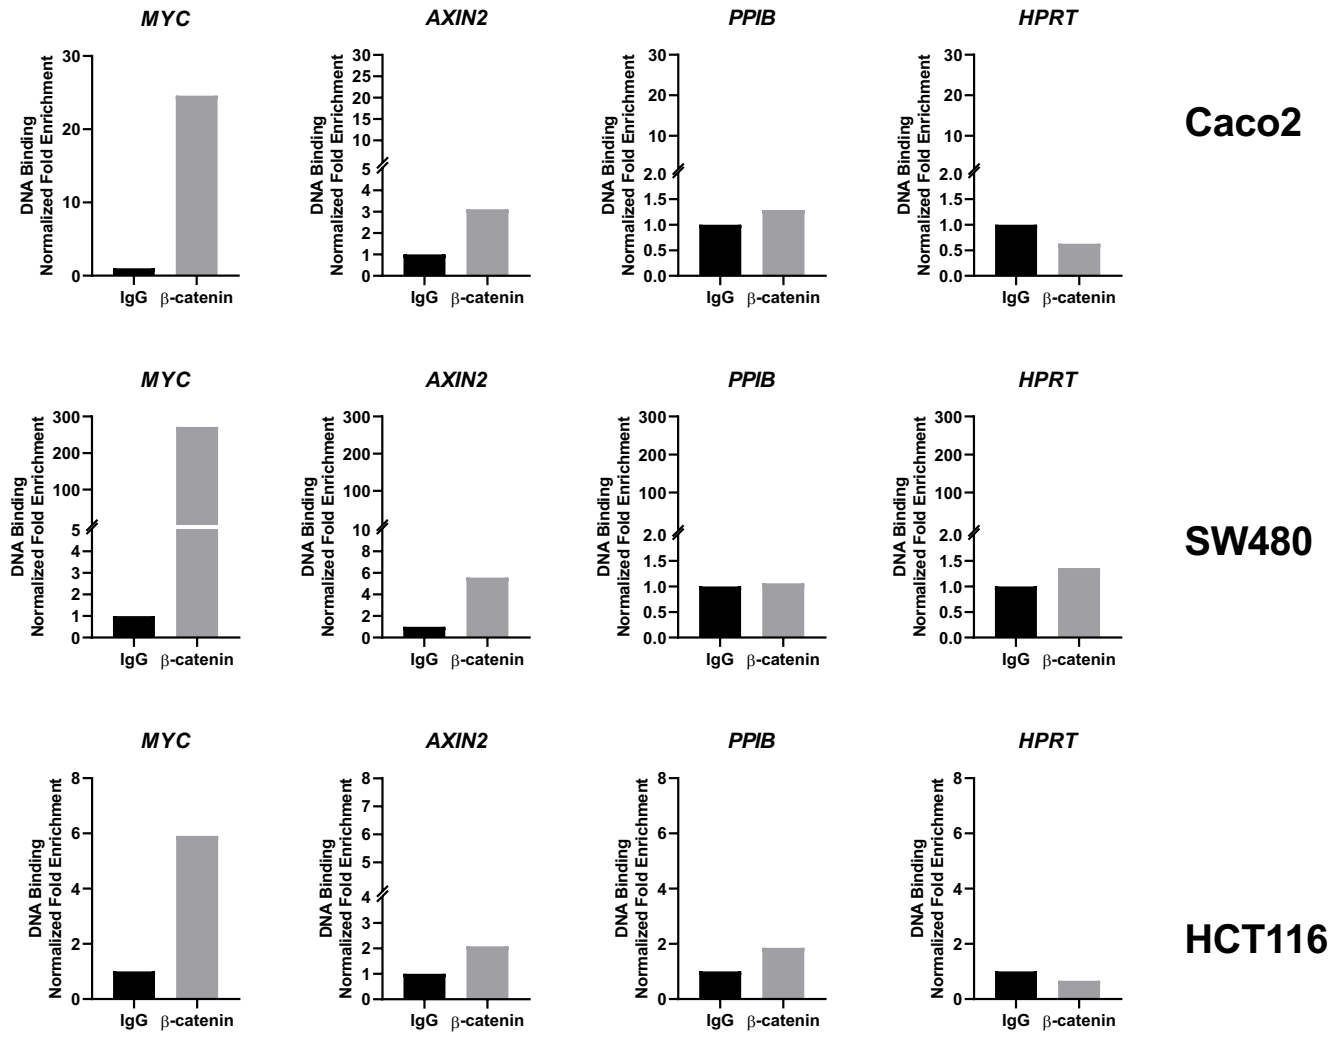 MYC
DNA Binding
Normalized Fold Enrichment
30
20
10
0
IgG β-catenin
AXIN2
DNA Binding
Normalized Fold Enrichment
30
25
20
15
10
5
4
3
2
1
0
IgG β-catenin
PPIB
DNA Binding
Normalized Fold Enrichment
30
20
10
2.0
1.5
1.0
0.5
0.0
IgG β-catenin
HPRT
DNA Binding
Normalized Fold Enrichment
30
20
10
2.0
1.5
1.0
0.5
0.0
IgG β-catenin
Caco2
MYC
DNA Binding
Normalized Fold Enrichment
300
200
100
5
4
3
2
1
0
IgG β-catenin
AXIN2
DNA Binding
Normalized Fold Enrichment
300
200
100
10
8
6
4
2
0
IgG β-catenin
PPIB
DNA Binding
Normalized Fold Enrichment
300
200
100
2.0
1.5
1.0
0.5
0.0
IgG β-catenin
HPRT
DNA Binding
Normalized Fold Enrichment
300
200
100
2.0
1.5
1.0
0.5
0.0
IgG β-catenin
SW480
MYC
DNA Binding
Normalized Fold Enrichment
8
6
4
2
0
IgG β-catenin
AXIN2
DNA Binding
Normalized Fold Enrichment
8
7
6
5
4
3
2
1
0
IgG β-catenin
PPIB
DNA Binding
Normalized Fold Enrichment
8
6
4
2
0
IgG β-catenin
HPRT
DNA Binding
Normalized Fold Enrichment
8
6
4
2
0
IgG β-catenin
HCT116